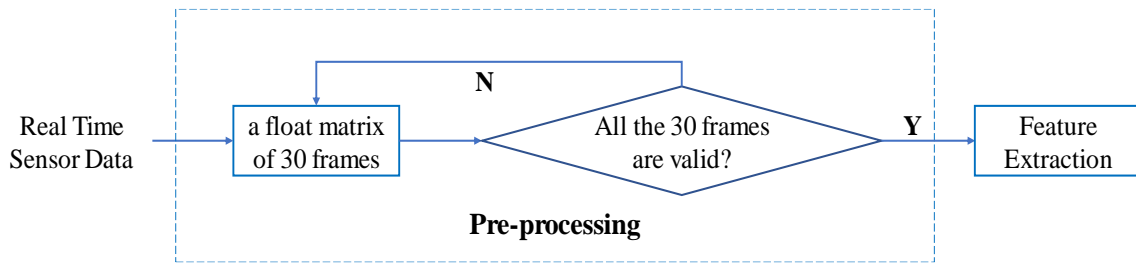 Real Time
Sensor Data
a float matrix
of 30 frames
N
All the 30 frames
are valid?
Y
Feature
Extraction
Pre-processing